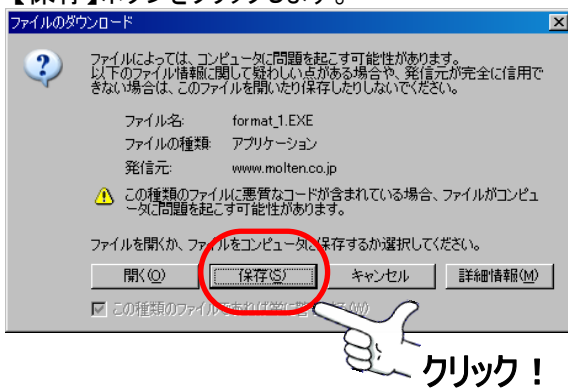 【保存】ボタンをクリックします。
ファイルのダウンロード
ファイルによっては、コンピュータに問題を起こす可能性があります。
以下のファイル情報に関して疑わしい点がある場合や、発信元が完全に信用で
きない場合は、このファイルを開いたり保存したりしないでください。
ファイル名: format_1.EXE
ファイルの種類: アプリケーション
発信元: www.molten.co.jp
この種類のファイルに悪質なコードが含まれている場合、ファイルがコンピュ
ータに問題を起こす可能性があります。
ファイルを開くか、ファイルをコンピュータに保存するか選択してください。
開く(O) 保存(S) キャンセル 詳細情報(M)
この種類のファイルであれば常に警告する(W)
クリック！